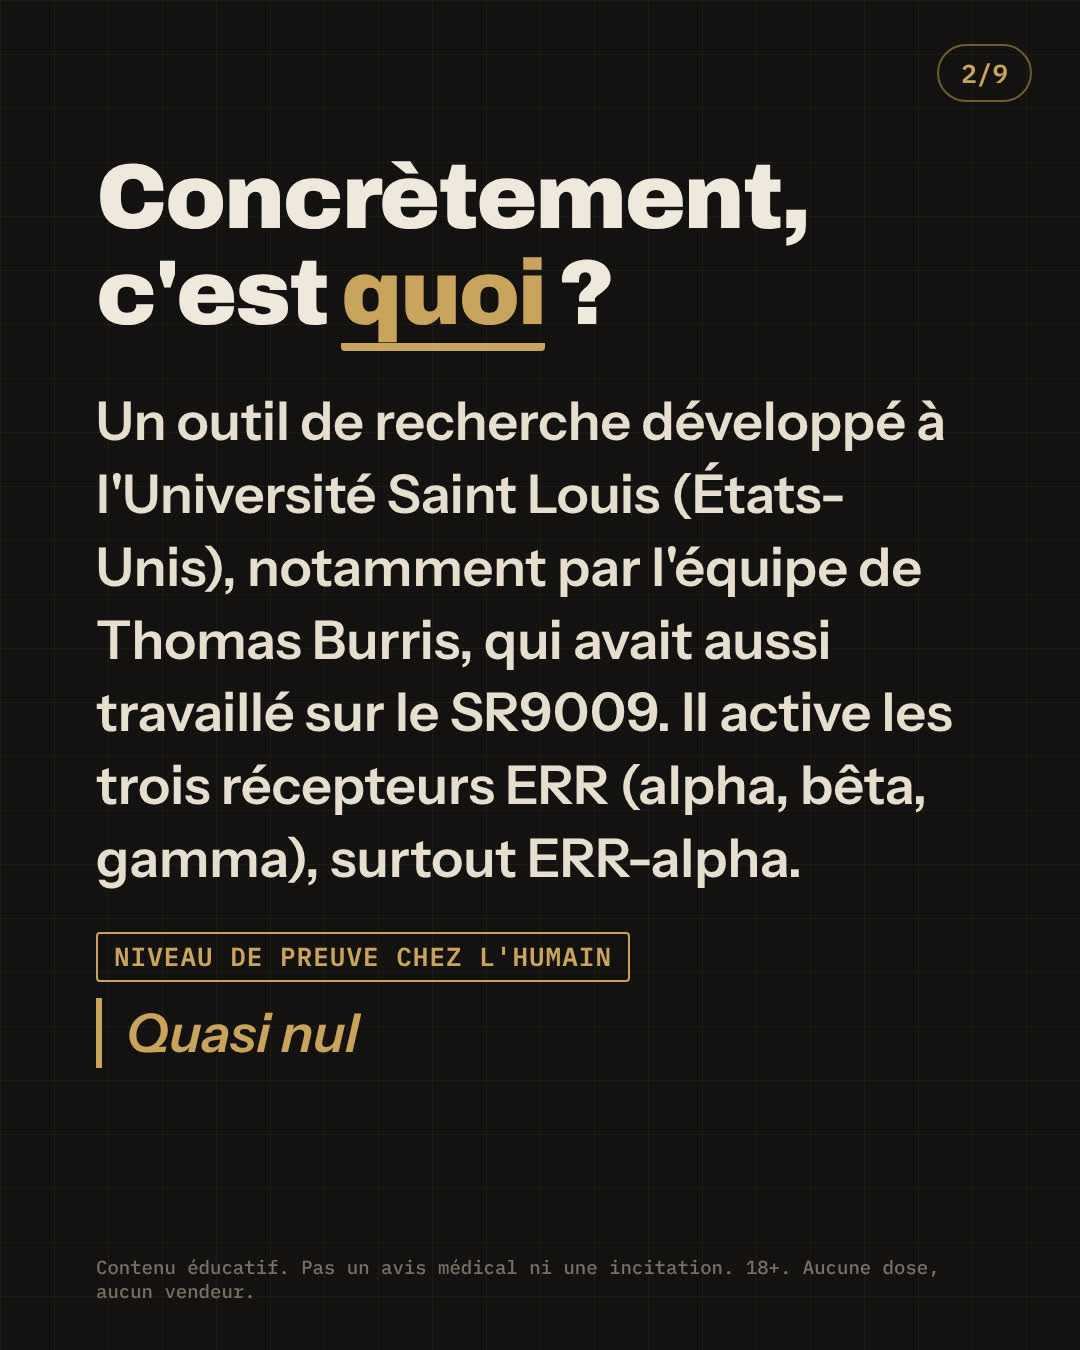 2/9
Concrètement,
c'est quoi ?
Un outil de recherche développé à
l'Université Saint Louis (États-
Unis), notamment par l'équipe de
Thomas Burris, qui avait aussi
travaillé sur le SR9009. Il active les
trois récepteurs ERR (alpha, bêta,
gamma), surtout ERR-alpha.
NIVEAU DE PREUVE CHEZ L'HUMAIN
Quasi nul
Contenu éducatif. Pas un avis médical ni une incitation. 18+. Aucune dose,
aucun vendeur.